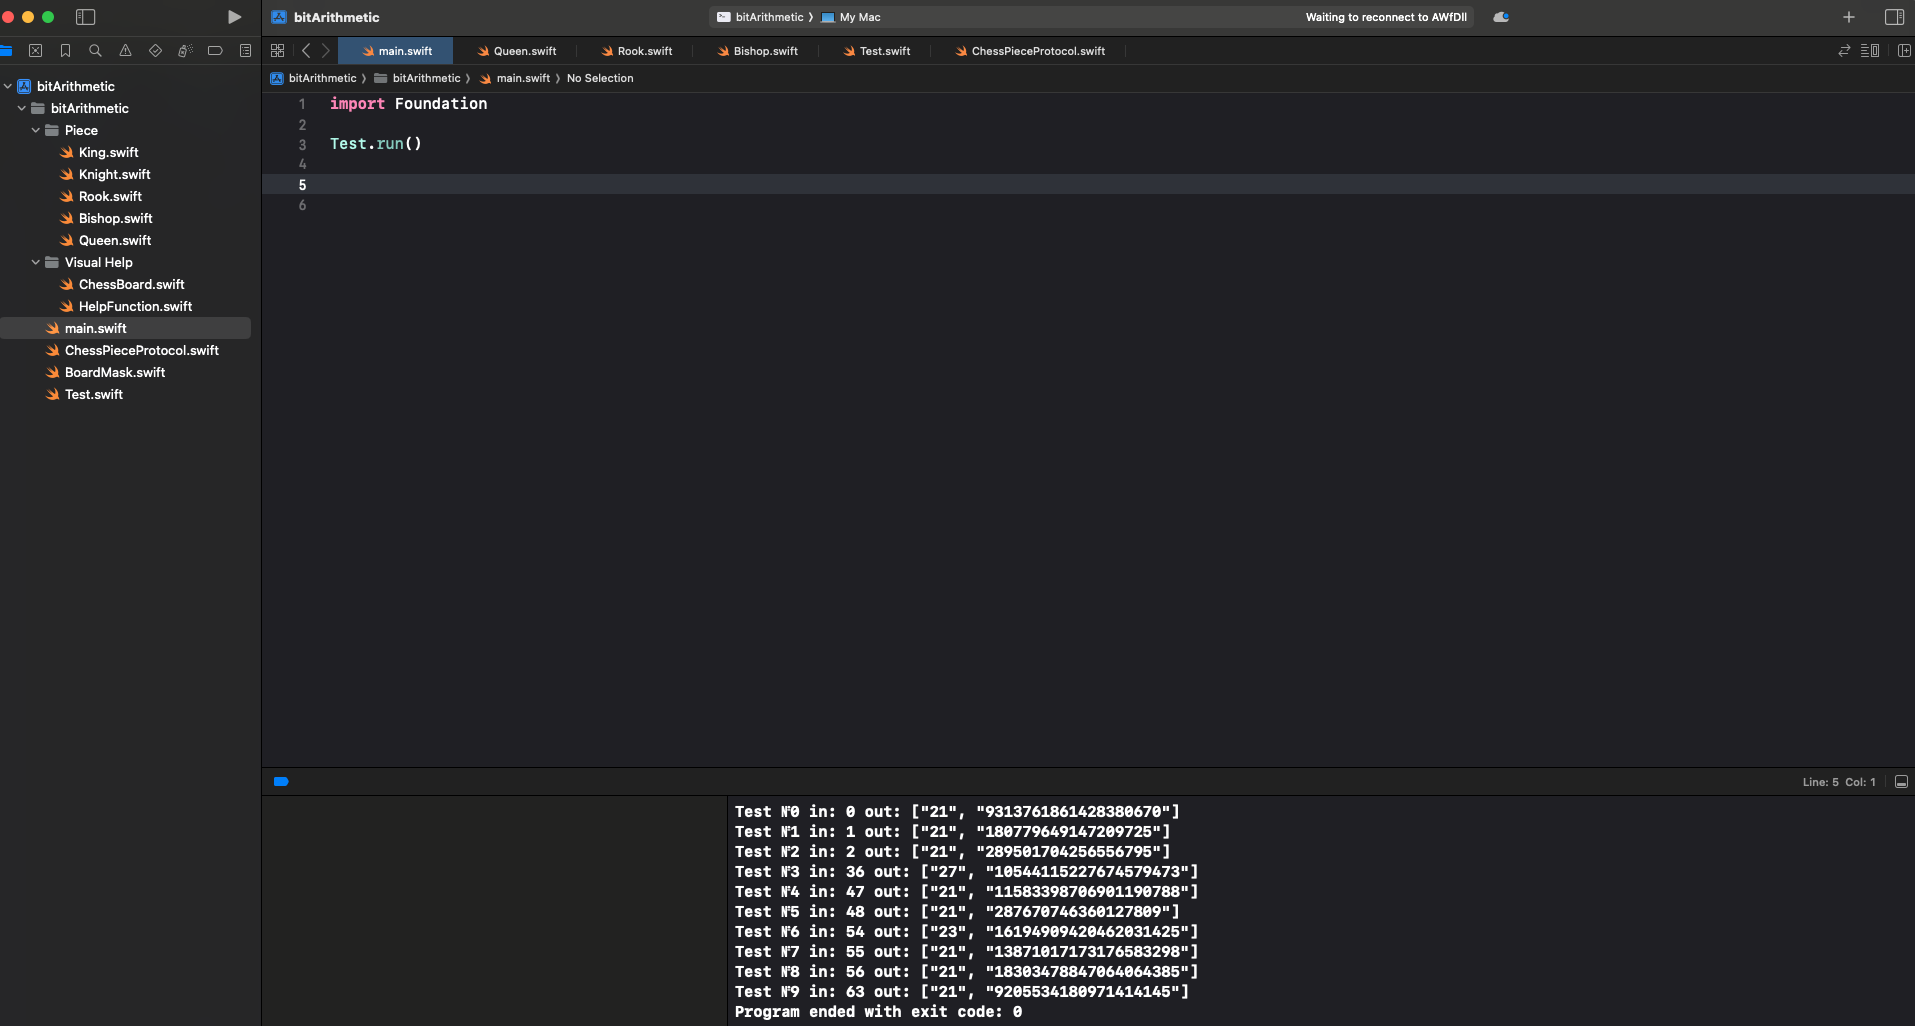 bitArithmetic
bitArithmetic 〉 My Mac
Waiting to reconnect to AWfDll
main.swift
Queen.swift
Rook.swift
Bishop.swift
Test.swift
ChessPieceProtocol.swift
bitArithmetic 〉 bitArithmetic 〉 main.swift 〉 No Selection
bitArithmetic
bitArithmetic
Piece
King.swift
Knight.swift
Rook.swift
Bishop.swift
Queen.swift
Visual Help
ChessBoard.swift
HelpFunction.swift
main.swift
ChessPieceProtocol.swift
BoardMask.swift
Test.swift
1 import Foundation
2
3 Test.run()
4
5
6
Line: 5 Col: 1
Test №0 in: 0 out: ["21", "9313761861428380670"]
Test №1 in: 1 out: ["21", "180779649147209725"]
Test №2 in: 2 out: ["21", "289501704256556795"]
Test №3 in: 36 out: ["27", "10544115227674579473"]
Test №4 in: 47 out: ["21", "11583398706901190788"]
Test №5 in: 48 out: ["21", "287670746360127809"]
Test №6 in: 54 out: ["23", "16194909420462031425"]
Test №7 in: 55 out: ["21", "13871017173176583298"]
Test №8 in: 56 out: ["21", "18303478847064064385"]
Test №9 in: 63 out: ["21", "9205534180971414145"]
Program ended with exit code: 0